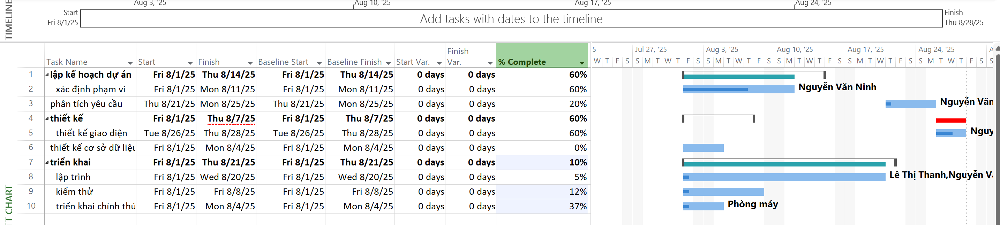 TIMELINE
Aug 3, '25 Aug 10, '25 Aug 17, '25 Aug 24, '25
Start
Fri 8/1/25
Add tasks with dates to the timeline
Finish
Thu 8/28/25
Task Name Start Finish Baseline Start Baseline Finish Start Var. Finish Var. % Complete
5 Jul 27, '25 Aug 3, '25 Aug 10, '25 Aug 17, '25 Aug 24, '25 A
W T F S S M T W T F S M T F S M T W T F S S M T W T F S S M T W T F S S
1 lập kế hoạch dự án Fri 8/1/25 Thu 8/14/25 Fri 8/1/25 Thu 8/14/25 0 days 0 days 60%
2 xác định phạm vi Fri 8/1/25 Mon 8/11/25 Fri 8/1/25 Mon 8/11/25 0 days 0 days 60% Nguyễn Văn Ninh
3 phân tích yêu cầu Thu 8/21/25 Mon 8/25/25 Thu 8/21/25 Mon 8/25/25 0 days 0 days 20% Nguyễn Văn
4 thiết kế Fri 8/1/25 Thu 8/7/25 Fri 8/1/25 Thu 8/7/25 0 days 0 days 60%
5 thiết kế giao diện Tue 8/26/25 Thu 8/28/25 Tue 8/26/25 Thu 8/28/25 0 days 0 days 60% Nguy
6 thiết kế cơ sở dữ liệu Fri 8/1/25 Mon 8/4/25 Fri 8/1/25 Mon 8/4/25 0 days 0 days 0%
7 triển khai Fri 8/1/25 Thu 8/21/25 Fri 8/1/25 Thu 8/21/25 0 days 0 days 10%
8 lập trình Fri 8/1/25 Wed 8/20/25 Fri 8/1/25 Wed 8/20/25 0 days 0 days 5% Lê Thị Thanh,Nguyễn V
9 kiểm thử Fri 8/1/25 Fri 8/8/25 Fri 8/1/25 Fri 8/8/25 0 days 0 days 12%
10 triển khai chính thứ Fri 8/1/25 Mon 8/4/25 Fri 8/1/25 Mon 8/4/25 0 days 0 days 37% Phòng máy
TT CHART